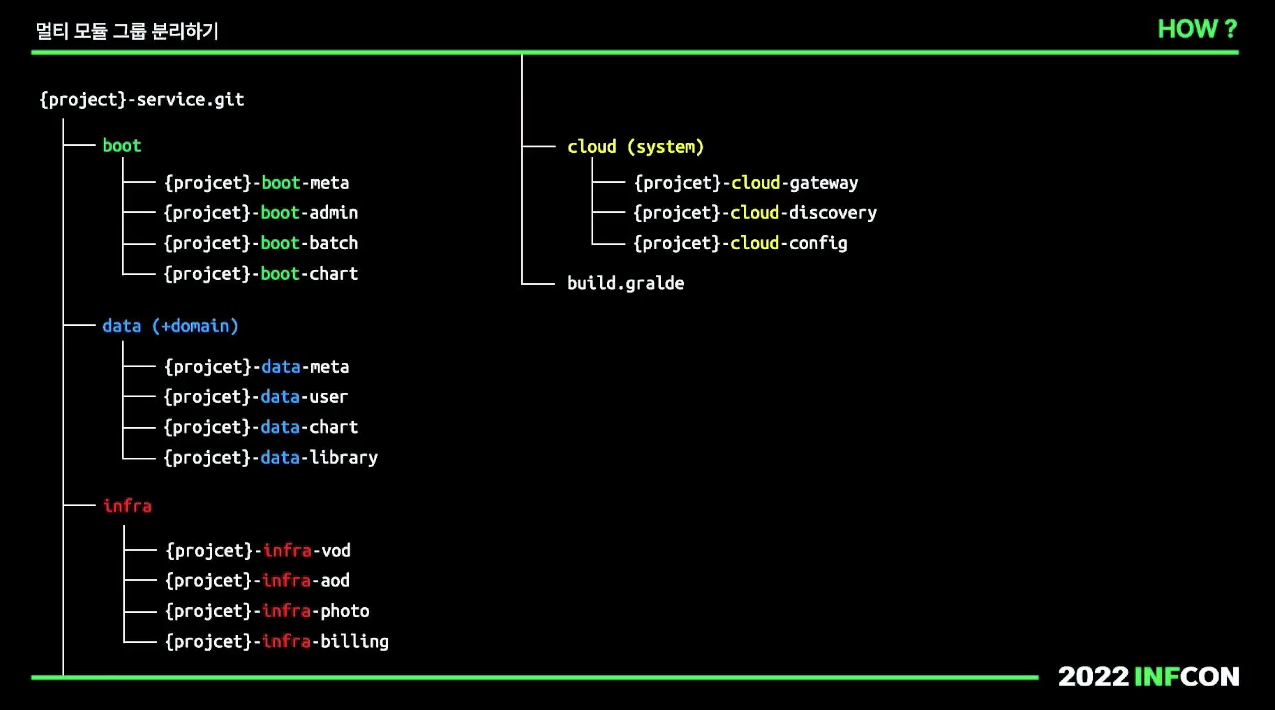 멀티 모듈 그룹 분리하기
HOW ?
{project}-service.git
boot
{projcet}-boot-meta
{projcet}-boot-admin
{projcet}-boot-batch
{projcet}-boot-chart
data (+domain)
{projcet}-data-meta
{projcet}-data-user
{projcet}-data-chart
{projcet}-data-library
infra
{projcet}-infra-vod
{projcet}-infra-aod
{projcet}-infra-photo
{projcet}-infra-billing
cloud (system)
{projcet}-cloud-gateway
{projcet}-cloud-discovery
{projcet}-cloud-config
build.gralde
2022 INFCON